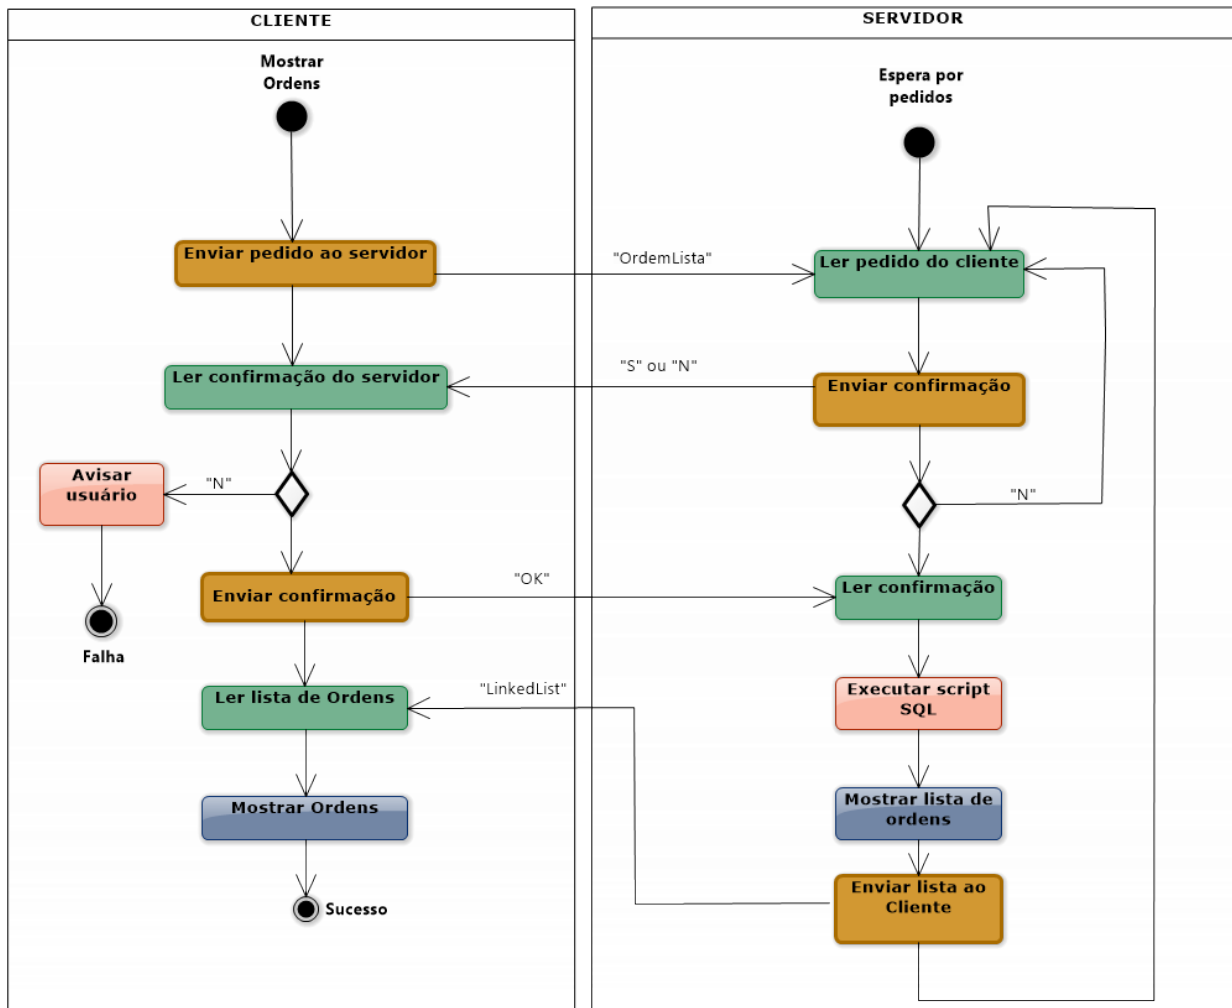 CLIENTE
SERVIDOR
Mostrar
Ordens
Espera por
pedidos
Enviar pedido ao servidor
"OrdemLista"
Ler pedido do cliente
Ler confirmação do servidor
"S" ou "N"
Enviar confirmação
Avisar
usuário
"N"
"N"
Enviar confirmação
"OK"
Ler confirmação
Falha
Ler lista de Ordens
"LinkedList"
Executar script
SQL
Mostrar Ordens
Mostrar lista de
ordens
Sucesso
Enviar lista ao
Cliente